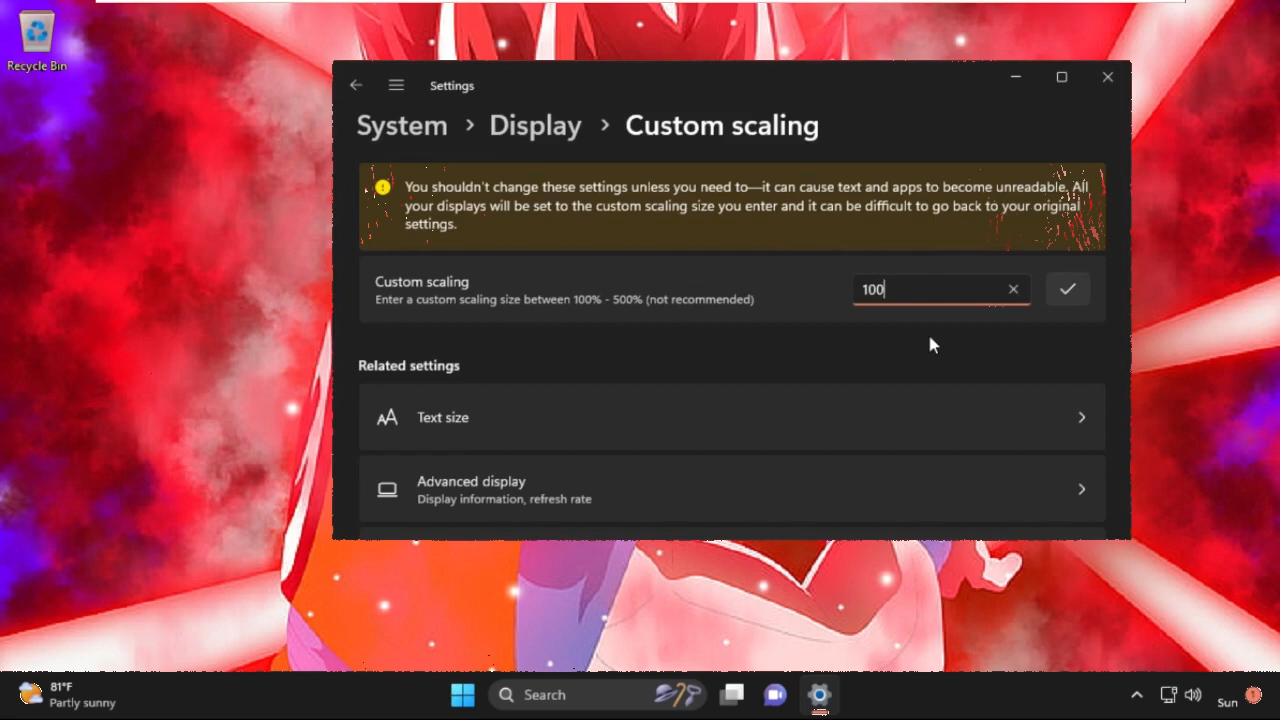 Recycle Bin
Settings
System > Display > Custom scaling
You shouldn't change these settings unless you need to—it can cause text and apps to become unreadable. All
your displays will be set to the custom scaling size you enter and it can be difficult to go back to your original
settings.
Custom scaling
Enter a custom scaling size between 100% - 500% (not recommended)
100
Related settings
Text size
Advanced display
Display information, refresh rate
81°F
Partly sunny
Search
Sun
1